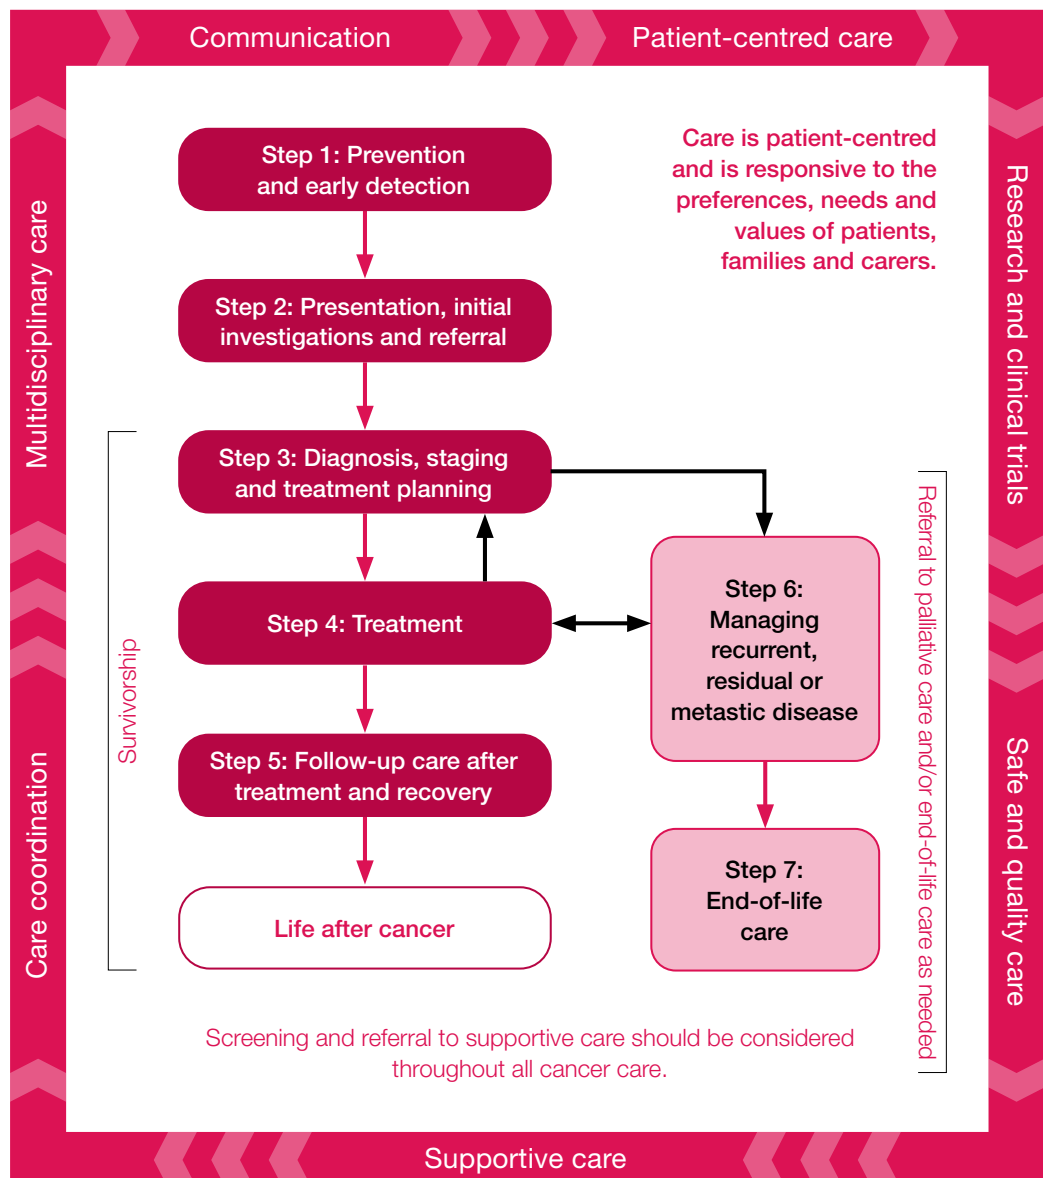 Communication
Patient-centred care
Multidisciplinary care
Care coordination
Research and clinical trials
Safe and quality care
Supportive care
Care is patient-centred
and is responsive to the
preferences, needs and
values of patients,
families and carers.
Step 1: Prevention
and early detection
Step 2: Presentation, initial
investigations and referral
Step 3: Diagnosis, staging
and treatment planning
Step 4: Treatment
Step 5: Follow-up care after
treatment and recovery
Life after cancer
Survivorship
Step 6:
Managing
recurrent,
residual or
metastic disease
Step 7:
End-of-life
care
Referral to palliative care and/or end-of-life care as needed
Screening and referral to supportive care should be considered
throughout all cancer care.